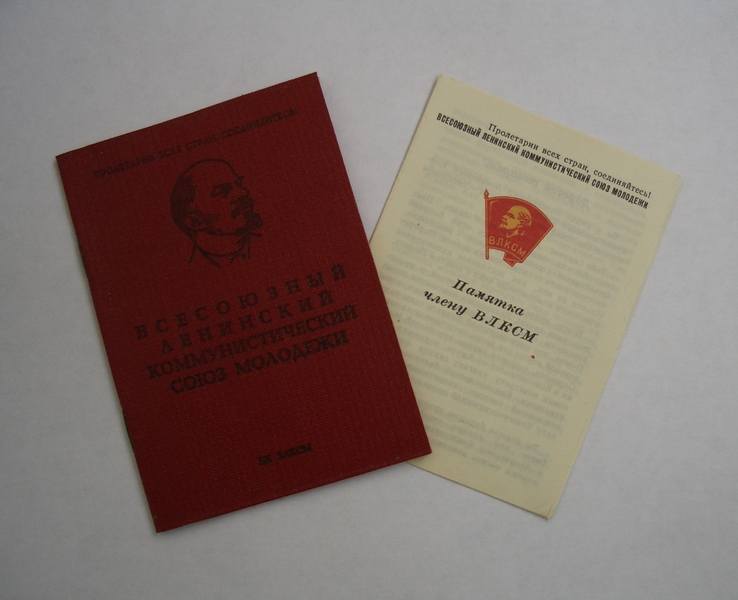 ПРОЛЕТАРИИ ВСЕХ СТРАН, СОЕДИНЯЙТЕСЬ!
ВСЕСОЮЗНЫЙ
ЛЕНИНСКИЙ
КОММУНИСТИЧЕСКИЙ
СОЮЗ МОЛОДЕЖИ
ЦК ВЛКСМ
Пролетарии всех стран, соединяйтесь!
ВСЕСОЮЗНЫЙ ЛЕНИНСКИЙ КОММУНИСТИЧЕСКИЙ СОЮЗ МОЛОДЕЖИ
ВЛКСМ
Памятка
члену ВЛКСМ